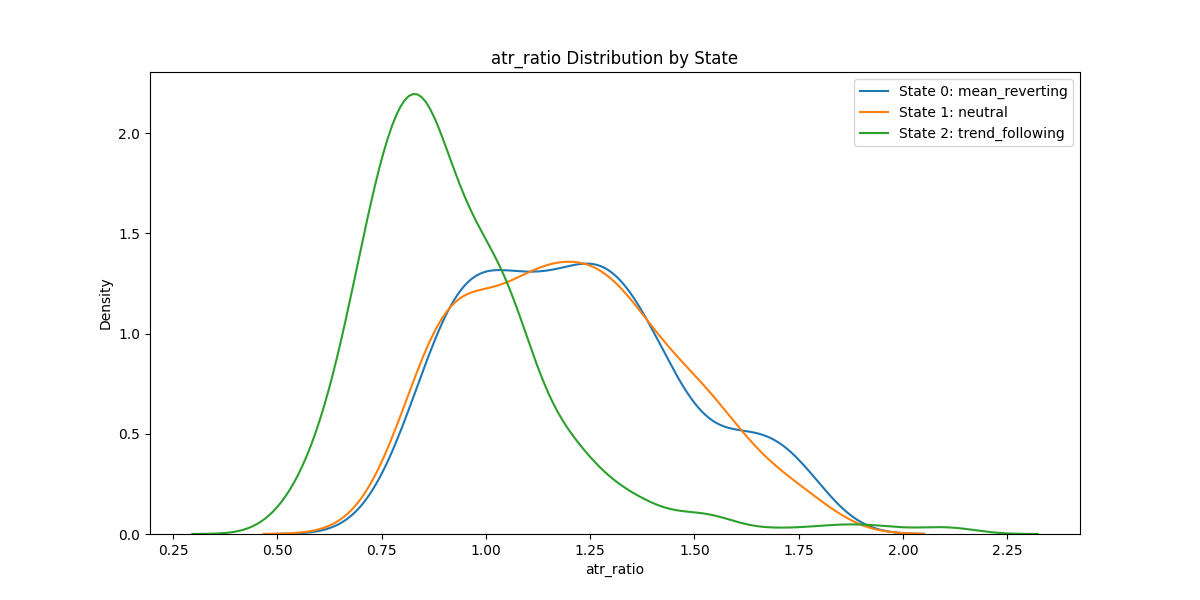 atr_ratio Distribution by State
State 0: mean_reverting
State 1: neutral
State 2: trend_following
Density
2.0
1.5
1.0
0.5
0.0
0.25 0.50 0.75 1.00 1.25 1.50 1.75 2.00 2.25
atr_ratio